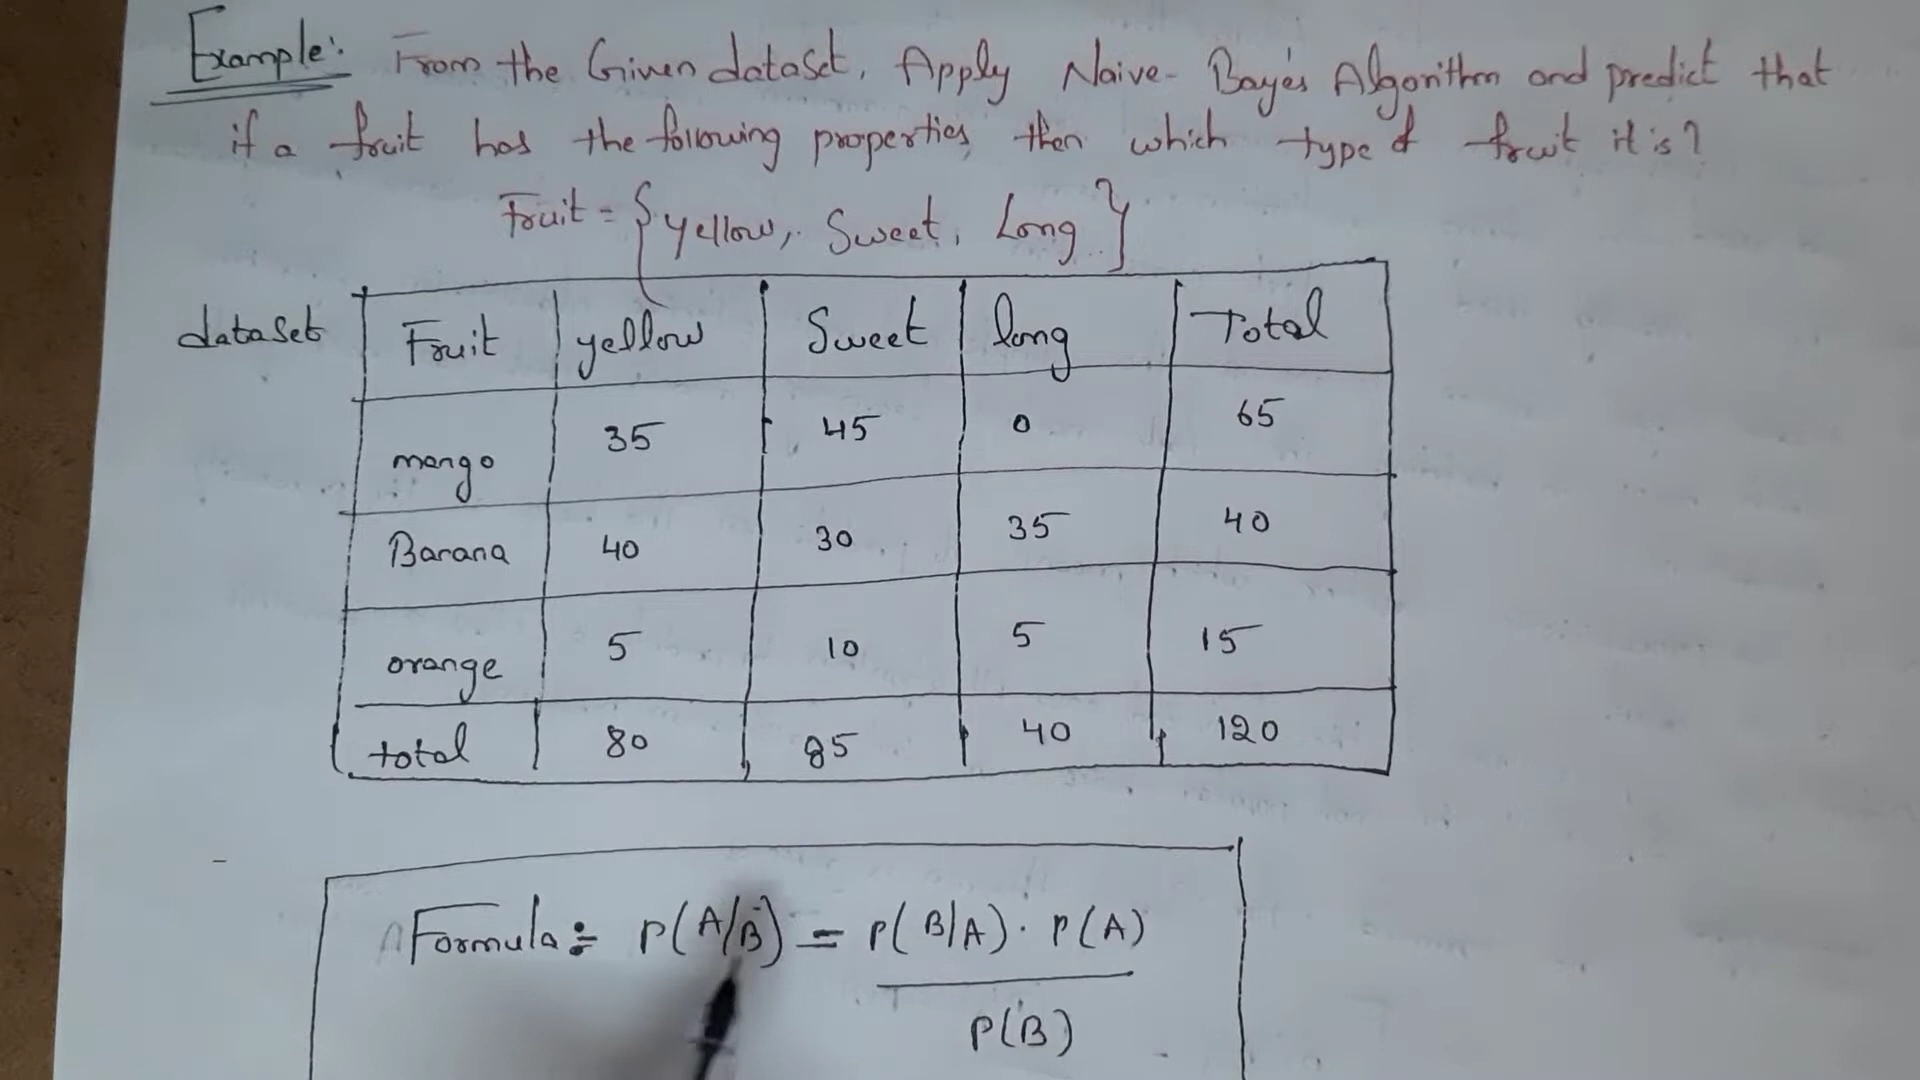 Example: From the Given dataset, Apply Naive-Baye's Algorithm and predict that
if a fruit has the following properties then which type of fruit it is?
Fruit = {yellow, Sweet, Long}
dataset
Fruit yellow Sweet long Total
mango 35 45 0 65
Banana 40 30 35 40
orange 5 10 5 15
total 80 85 40 120
Formula: P(A/B) = P(B/A) · P(A)
P(B)